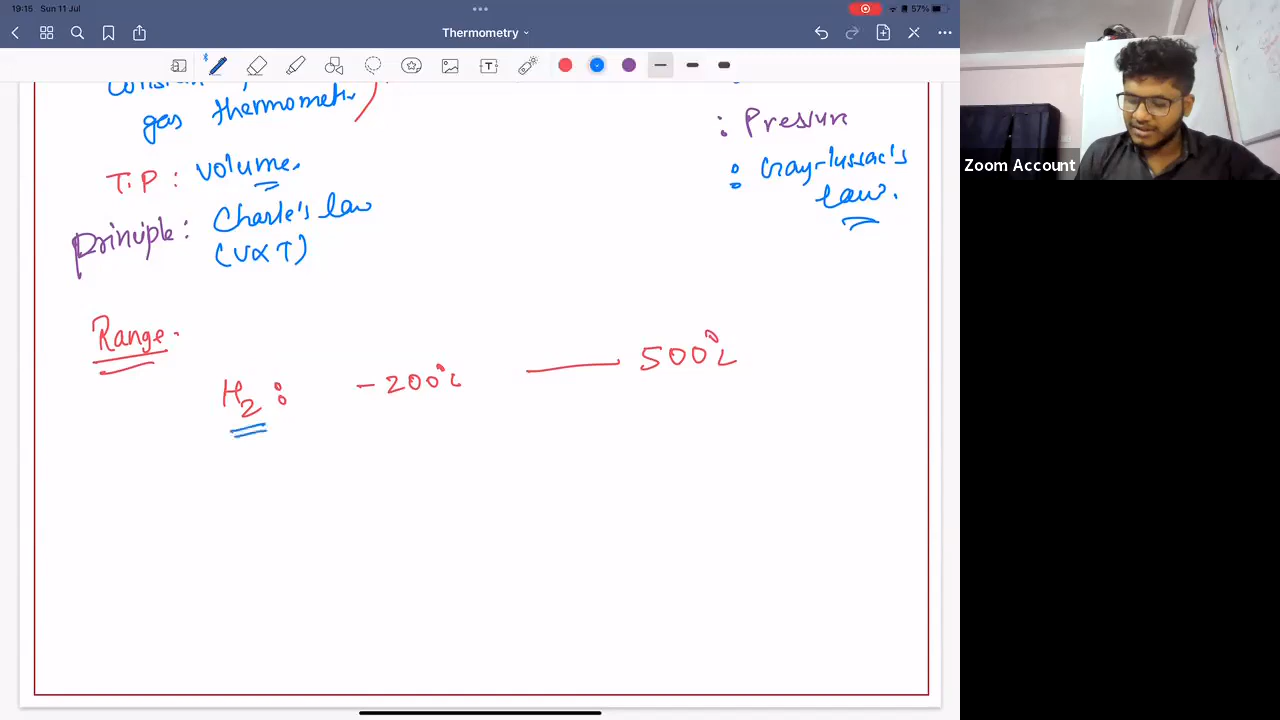 19:15 Sun 11 Jul
57%
Thermometry
T
gas thermometer
T.P : volume.
Principle : Charle's law
(V∝T)
: Pressure
: Gay-lussac's
law.
Range.
H2 : -200°C — 500°C
Zoom Account